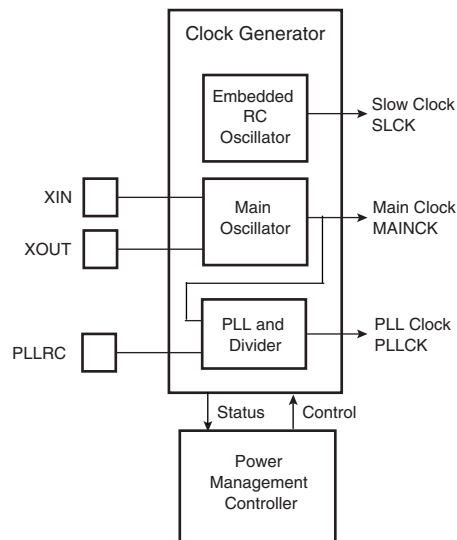 Clock Generator
Embedded
RC
Oscillator
Slow Clock
SLCK
XIN
Main
Oscillator
Main Clock
MAINCK
XOUT
PLL and
Divider
PLL Clock
PLLCK
PLLRC
Status
Control
Power
Management
Controller